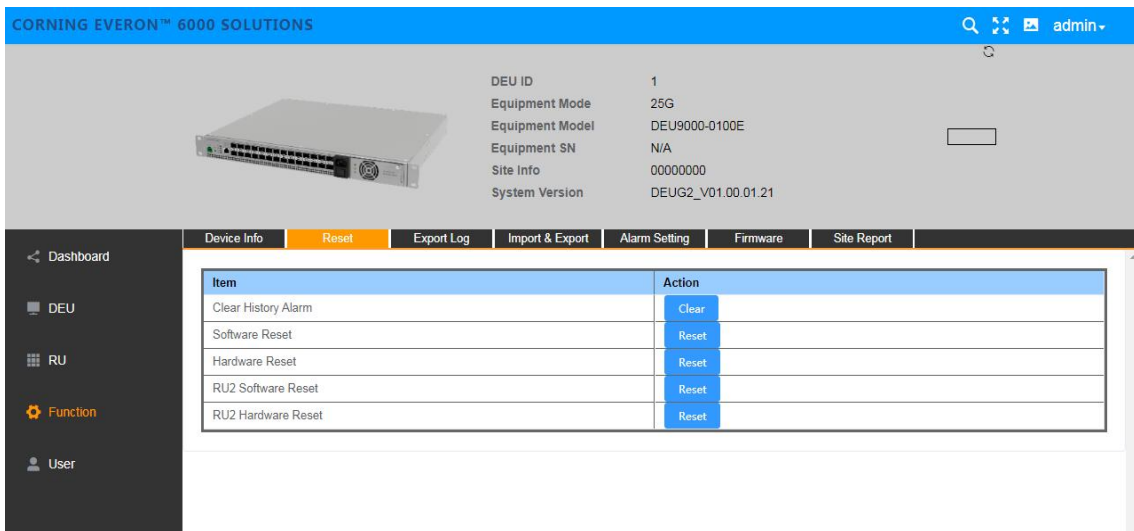 CORNING EVERON™ 6000 SOLUTIONS
admin
DEU ID 1
Equipment Mode 25G
Equipment Model DEU9000-0100E
Equipment SN N/A
Site Info 00000000
System Version DEUG2_V01.00.01.21
Device Info Reset Export Log Import & Export Alarm Setting Firmware Site Report
Dashboard
DEU
RU
Function
User
Item Action
Clear History Alarm Clear
Software Reset Reset
Hardware Reset Reset
RU2 Software Reset Reset
RU2 Hardware Reset Reset